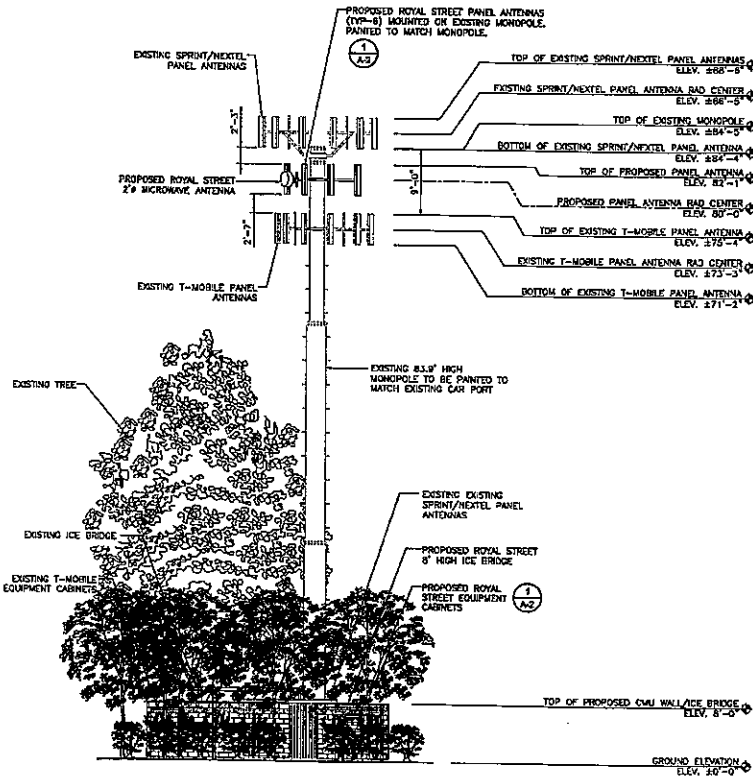 PROPOSED ROYAL STREET PANEL ANTENNAS
(TYP-6) MOUNTED ON EXISTING MONOPOLE.
PAINTED TO MATCH MONOPOLE.
1
A-3
EXISTING SPRINT/NEXTEL
PANEL ANTENNAS
2'-3"
PROPOSED ROYAL STREET
2'ø MICROWAVE ANTENNA
2'-7"
EXISTING T-MOBILE PANEL
ANTENNAS
9'-0"
TOP OF EXISTING SPRINT/NEXTEL PANEL ANTENNAS
ELEV. ±88'-6"
EXISTING SPRINT/NEXTEL PANEL ANTENNA RAD CENTER
ELEV. ±86'-5"
TOP OF EXISTING MONOPOLE
ELEV. ±84'-5"
BOTTOM OF EXISTING SPRINT/NEXTEL PANEL ANTENNA
ELEV. ±84'-4"
TOP OF PROPOSED PANEL ANTENNA
ELEV. 82'-1"
PROPOSED PANEL ANTENNA RAD CENTER
ELEV. 80'-0"
TOP OF EXISTING T-MOBILE PANEL ANTENNA
ELEV. ±75'-4"
EXISTING T-MOBILE PANEL ANTENNA RAD CENTER
ELEV. ±73'-3"
BOTTOM OF EXISTING T-MOBILE PANEL ANTENNA
ELEV. ±71'-2"
EXISTING 83.9' HIGH
MONOPOLE TO BE PAINTED TO
MATCH EXISTING CAR PORT
EXISTING TREE
EXISTING EXISTING
SPRINT/NEXTEL PANEL
ANTENNAS
EXISTING ICE BRIDGE
PROPOSED ROYAL STREET
8' HIGH ICE BRIDGE
EXISTING T-MOBILE
EQUIPMENT CABINETS
PROPOSED ROYAL
STREET EQUIPMENT
CABINETS
1
A-2
TOP OF PROPOSED CMU WALL/ICE BRIDGE
ELEV. 8'-0"
GROUND ELEVATION
ELEV. ±0'-0"